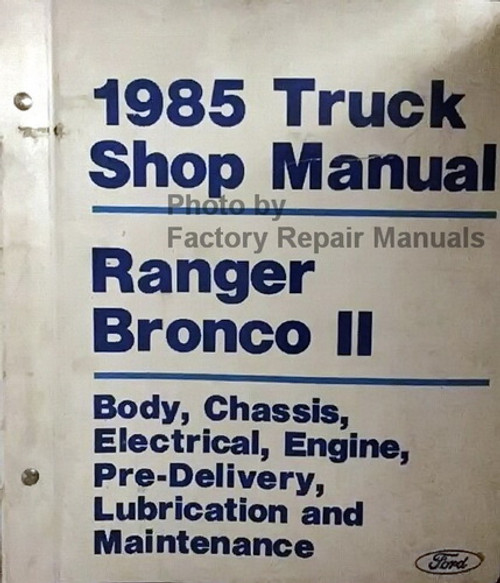 1985 Truck
Shop Manual
Photo by
Factory Repair Manuals
Ranger
Bronco II
Body, Chassis,
Electrical, Engine,
Pre-Delivery,
Lubrication and
Maintenance
Ford